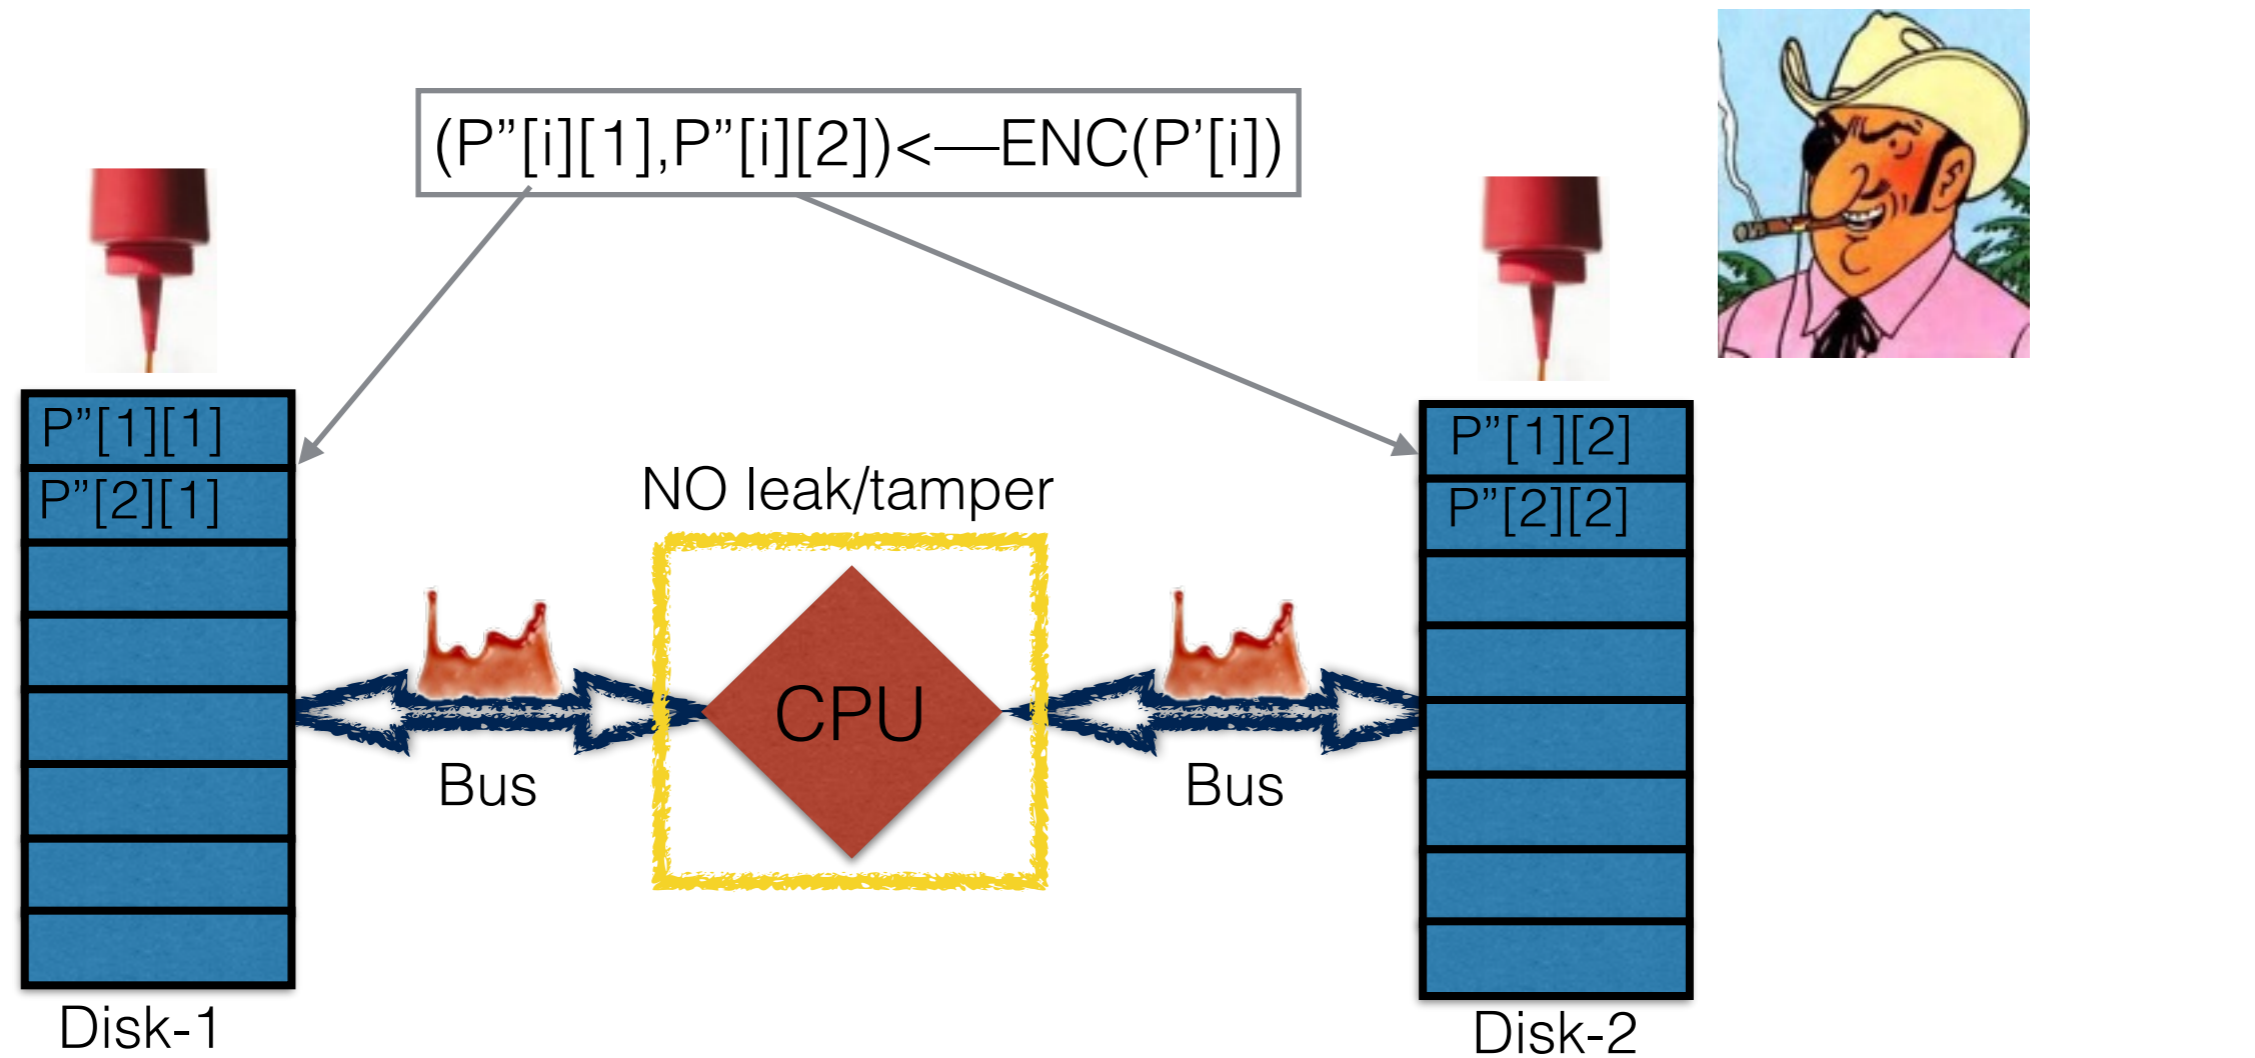 (P”[i][1],P”[i][2])<—ENC(P’[i])
P”[1][1]
P”[2][1]
P”[1][2]
P”[2][2]
NO leak/tamper
CPU
Bus
Bus
Disk-1
Disk-2